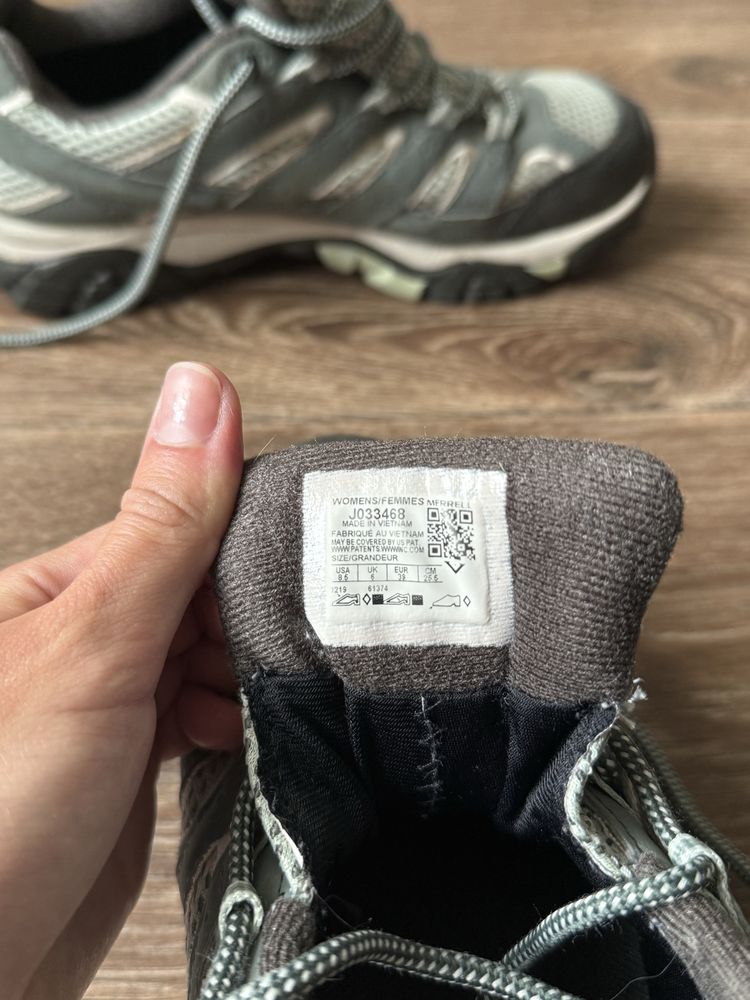 WOMENS/FEMMES MERRELL
J033468
MADE IN VIETNAM
FABRIQUÉ AU VIETNAM
MAY BE COVERED BY US PAT
WWW.PATENTS.WWWINC.COM
SIZE/GRANDEUR
USA UK EUR CM
8.5 6 39 25.5
1219 61374